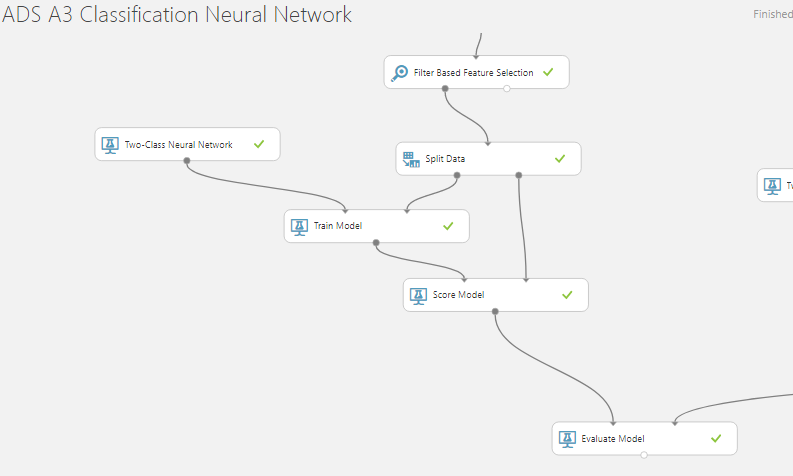 ADS A3 Classification Neural Network
Finished
Filter Based Feature Selection
Two-Class Neural Network
Split Data
Train Model
Score Model
Evaluate Model